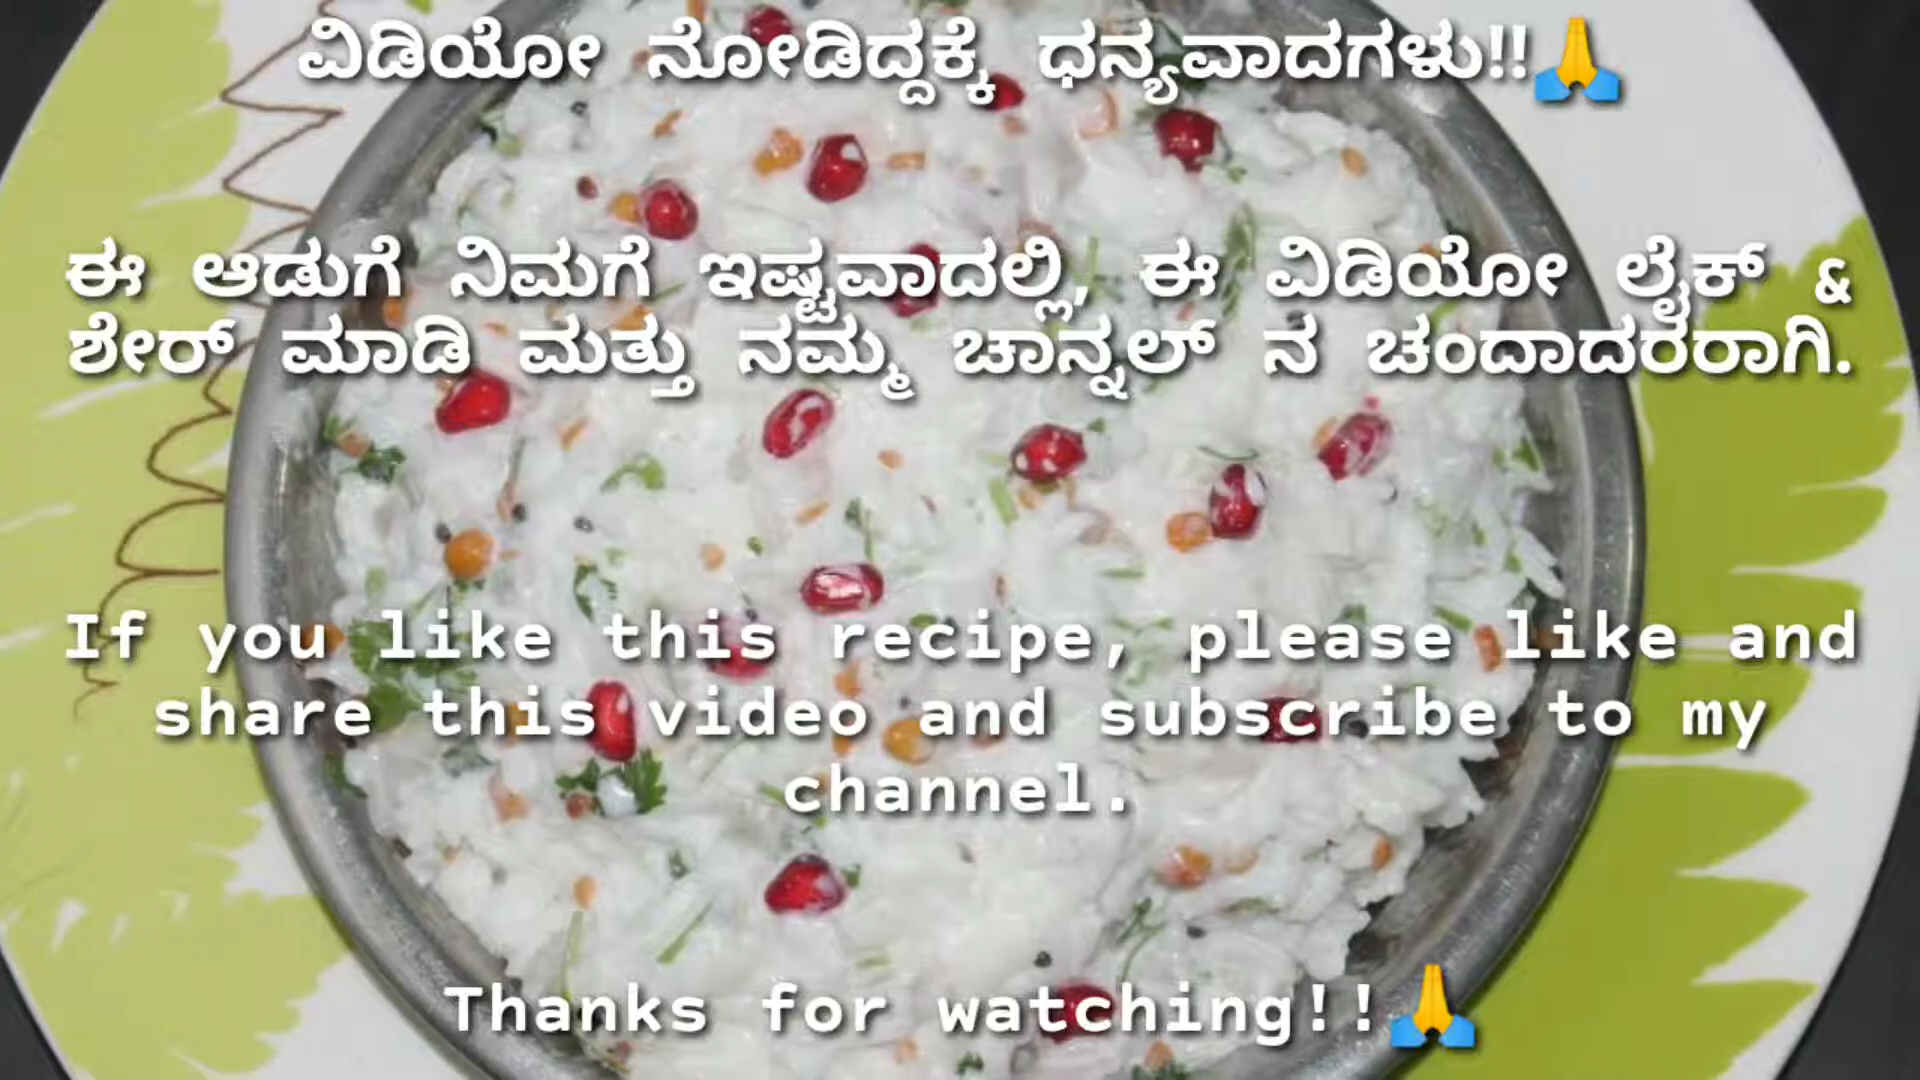 ವಿಡಿಯೋ ನೋಡಿದ್ದಕ್ಕೆ ಧನ್ಯವಾದಗಳು!!🙏
ಈ ಆಡುಗೆ ನಿಮಗೆ ಇಷ್ಟವಾದಲ್ಲಿ, ಈ ವಿಡಿಯೋ ಲೈಕ್ &
ಶೇರ್ ಮಾಡಿ ಮತ್ತು ನಮ್ಮ ಚಾನ್ನಲ್ ನ ಚಂದಾದರರಾಗಿ.
If you like this recipe, please like and
share this video and subscribe to my
channel.
Thanks for watching!!🙏